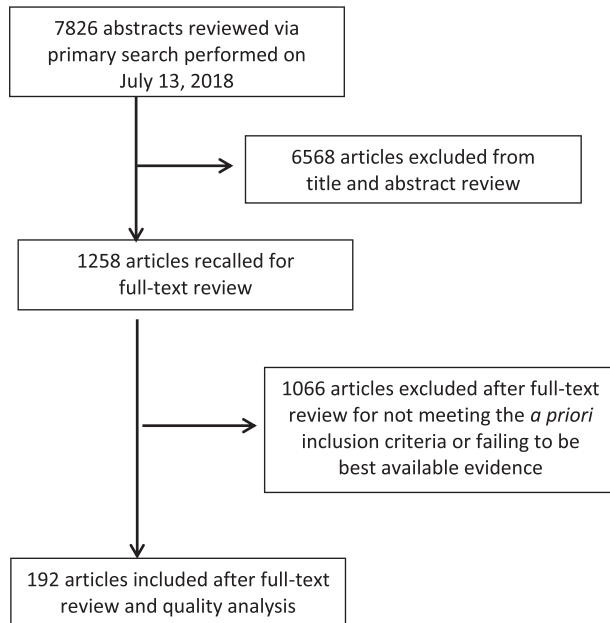 7826 abstracts reviewed via
primary search performed on
July 13, 2018
6568 articles excluded from
title and abstract review
1258 articles recalled for
full-text review
1066 articles excluded after full-text
review for not meeting the a priori
inclusion criteria or failing to be
best available evidence
192 articles included after full-text
review and quality analysis